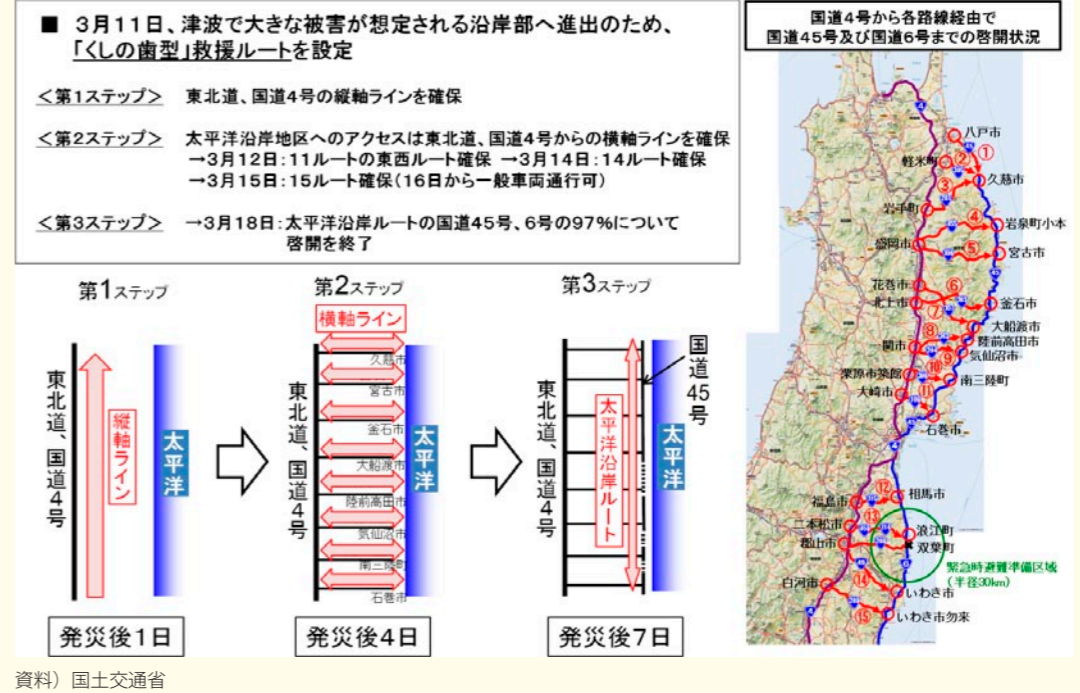 ■ 3月11日、津波で大きな被害が想定される沿岸部へ進出のため、
「くしの歯型」救援ルートを設定
＜第1ステップ＞ 東北道、国道4号の縦軸ラインを確保
＜第2ステップ＞ 太平洋沿岸地区へのアクセスは東北道、国道4号からの横軸ラインを確保
→3月12日：11ルートの東西ルート確保 →3月14日：14ルート確保
→3月15日：15ルート確保（16日から一般車両通行可）
＜第3ステップ＞ →3月18日：太平洋沿岸ルートの国道45号、6号の97％について
啓開を終了
第1ステップ
東北道、国道4号
縦軸ライン
太平洋
発災後1日
第2ステップ
横軸ライン
東北道、国道4号
久慈市
宮古市
釜石市
大船渡市
陸前高田市
気仙沼市
南三陸町
石巻市
太平洋
発災後4日
第3ステップ
東北道、国道4号
太平洋沿岸ルート
国道45号
太平洋
発災後7日
国道4号から各路線経由で
国道45号及び国道6号までの啓開状況
4
八戸市
45
①
軽米町
②
久慈市
③
岩手町
④
岩泉町小本
盛岡市
⑤
宮古市
45
花巻市
⑥
北上市
釜石市
⑦
大船渡市
⑧
陸前高田市
一関市
⑨
気仙沼市
⑩
栗原市築館
南三陸町
⑪
大崎市
石巻市
45
4
⑫
相馬市
福島市
⑬
二本松市
浪江町
郡山市
双葉町
6
緊急時避難準備区域
（半径30km）
⑭
白河市
いわき市
4
⑮
いわき市勿来
資料）国土交通省